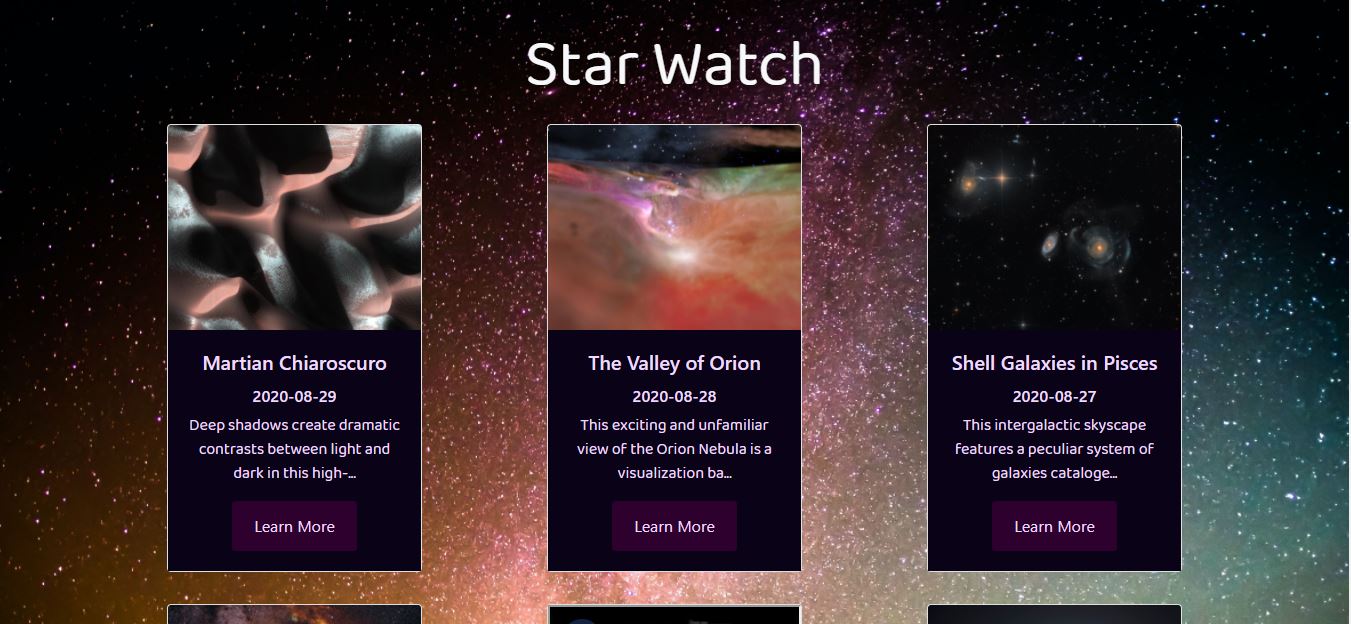 Star Watch
Martian Chiaroscuro
2020-08-29
Deep shadows create dramatic
contrasts between light and
dark in this high-...
Learn More
The Valley of Orion
2020-08-28
This exciting and unfamiliar
view of the Orion Nebula is a
visualization ba...
Learn More
Shell Galaxies in Pisces
2020-08-27
This intergalactic skyscape
features a peculiar system of
galaxies cataloge...
Learn More